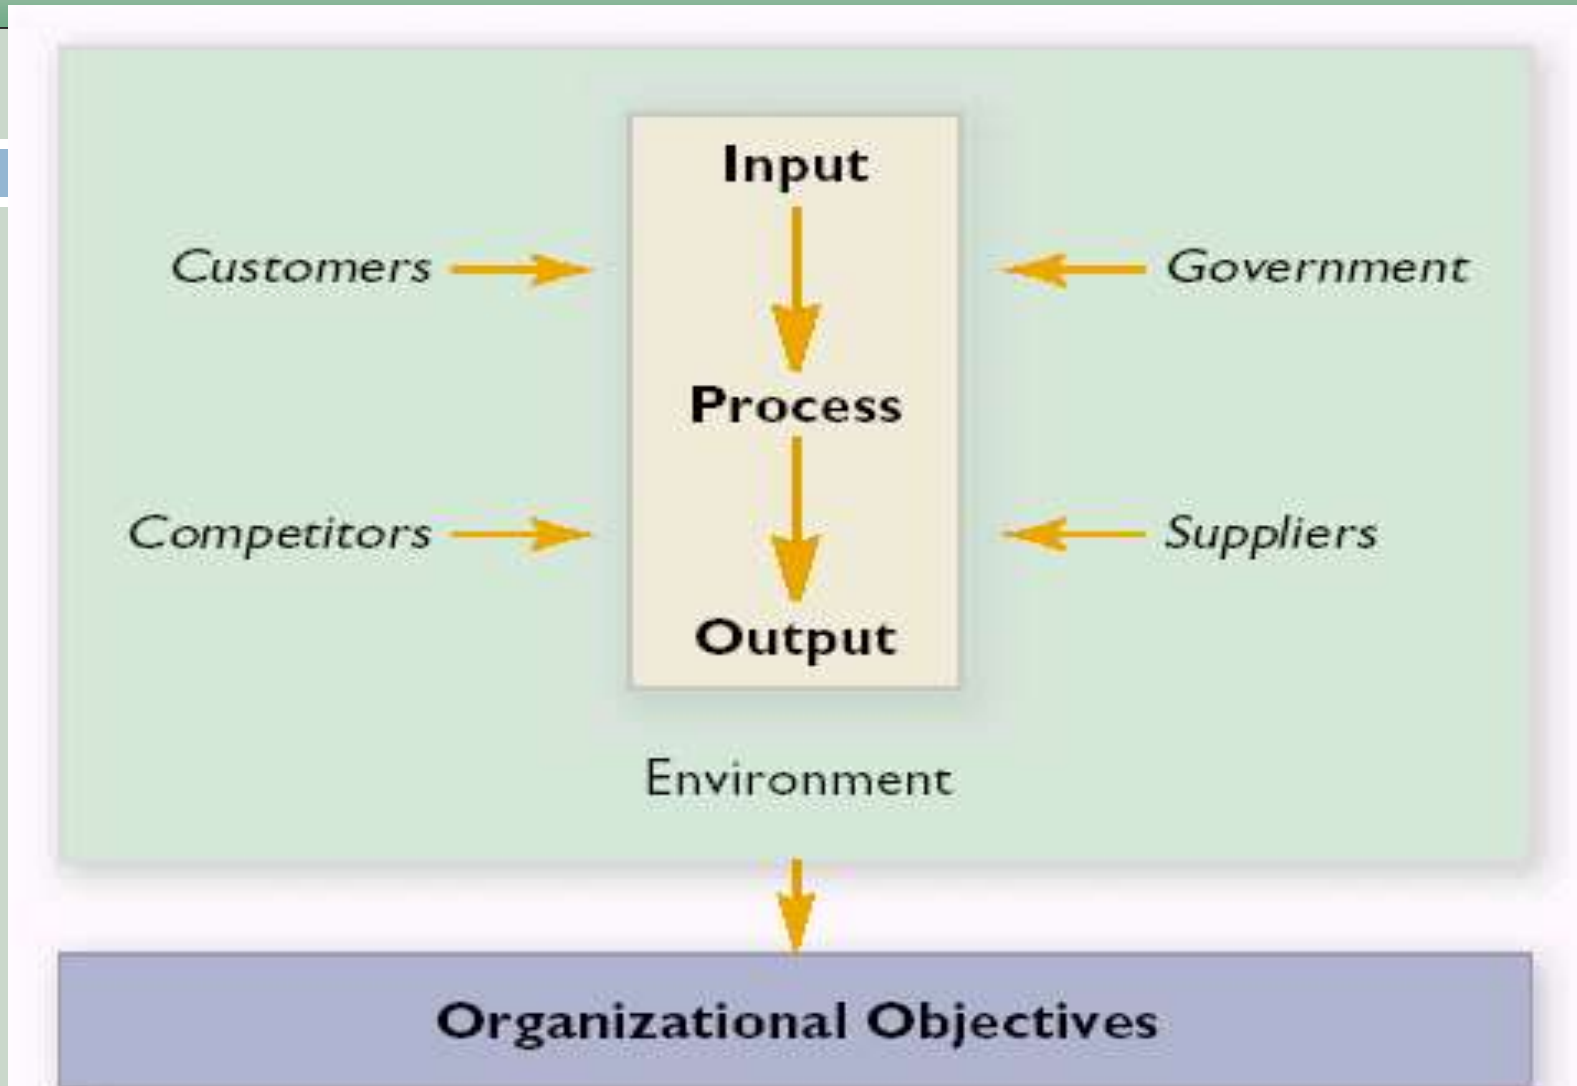 Input
Customers
Government
Process
Competitors
Suppliers
Output
Environment
Organizational Objectives